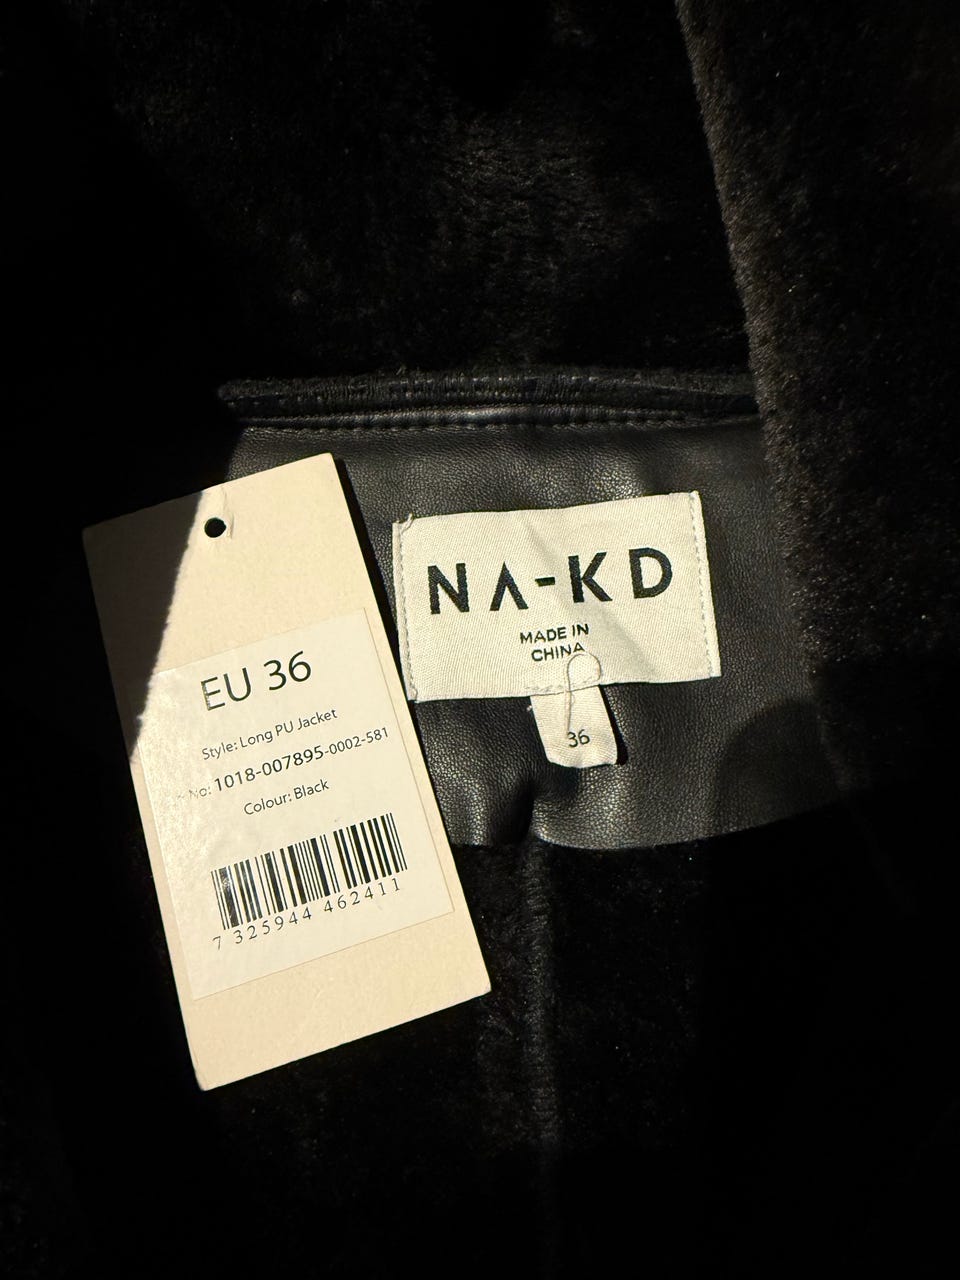 EU 36
Style: Long PU Jacket
No: 1018-007895-0002-581
Colour: Black
7 325944 462411
NA-KD
MADE IN
CHINA
36